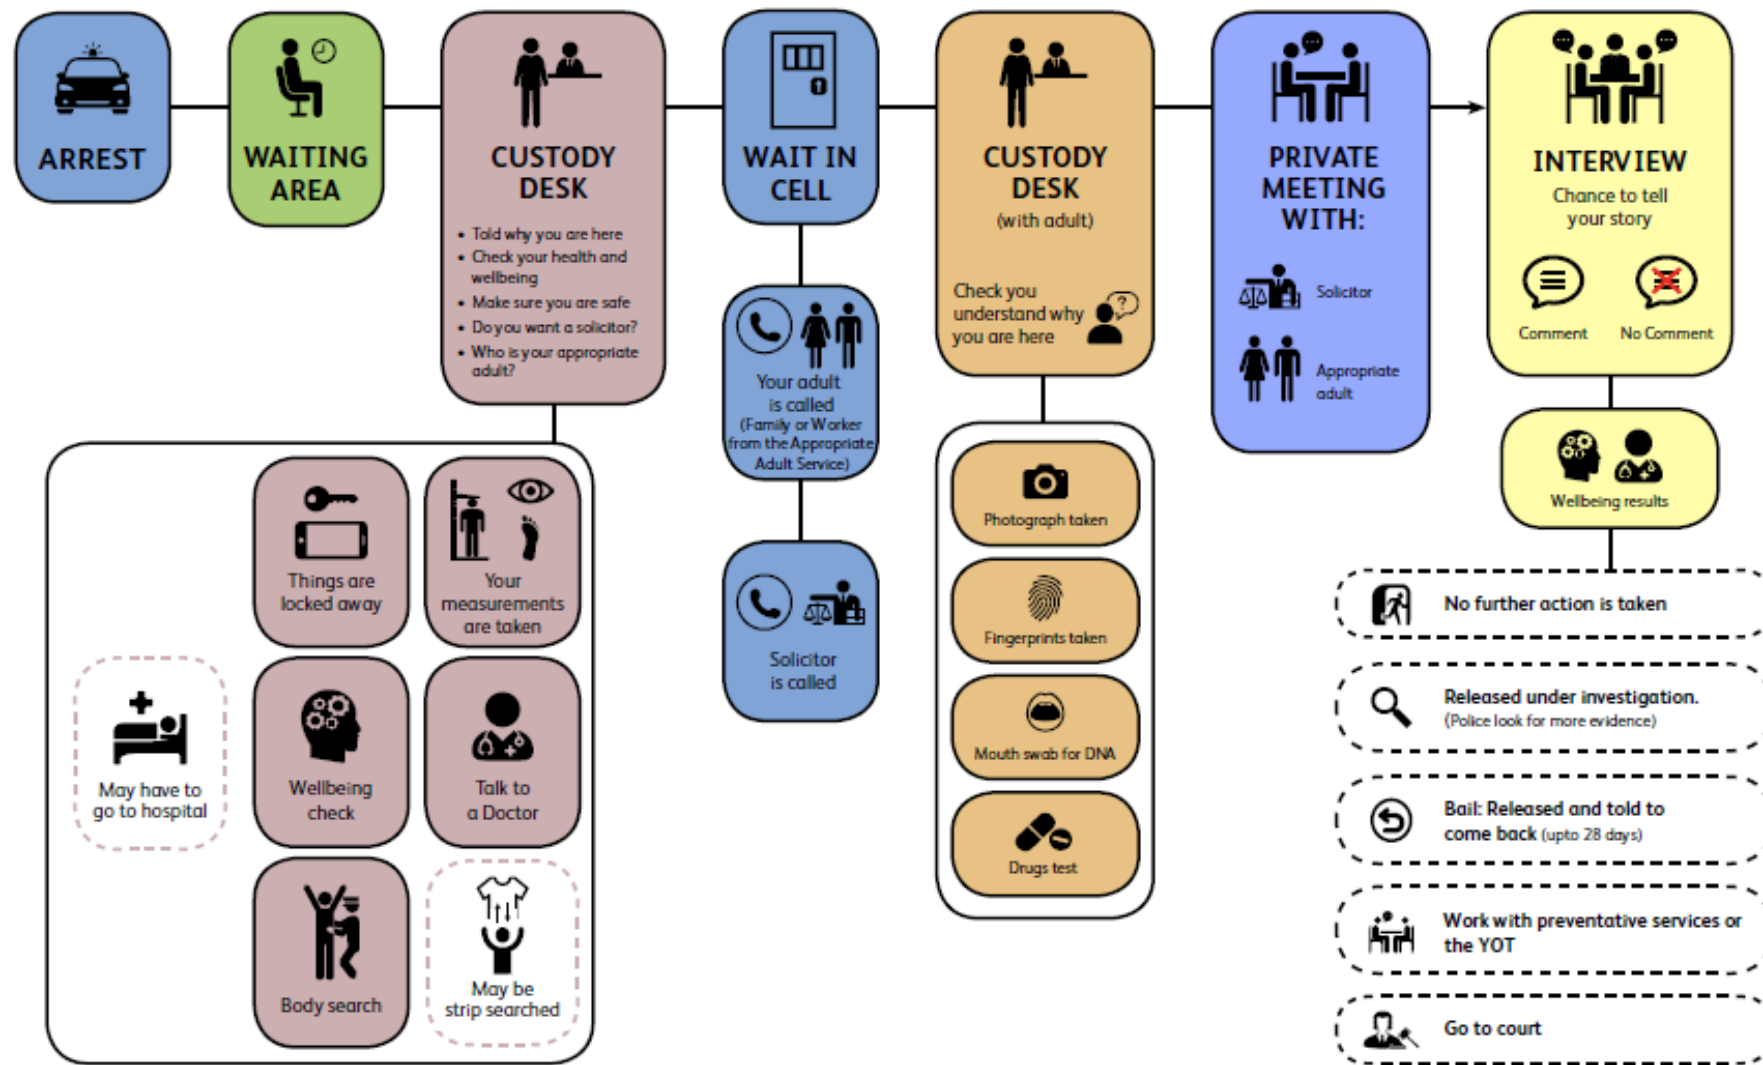 ARREST
WAITING
AREA
CUSTODY
DESK
• Told why you are here
• Check your health and
wellbeing
• Make sure you are safe
• Do you want a solicitor?
• Who is your appropriate
adult?
Things are
locked away
Your
measurements
are taken
May have to
go to hospital
Wellbeing
check
Talk to
a Doctor
Body search
May be
strip searched
WAIT IN
CELL
Your adult
is called
(Family or Worker
from the Appropriate
Adult Service)
Solicitor
is called
CUSTODY
DESK
(with adult)
Check you
understand why
you are here
?
Photograph taken
Fingerprints taken
Mouth swab for DNA
Drugs test
PRIVATE
MEETING
WITH:
Solicitor
Appropriate
adult
INTERVIEW
Chance to tell
your story
Comment
No Comment
Wellbeing results
No further action is taken
Released under investigation.
(Police look for more evidence)
Bail: Released and told to
come back (upto 28 days)
Work with preventative services or
the YOT
Go to court